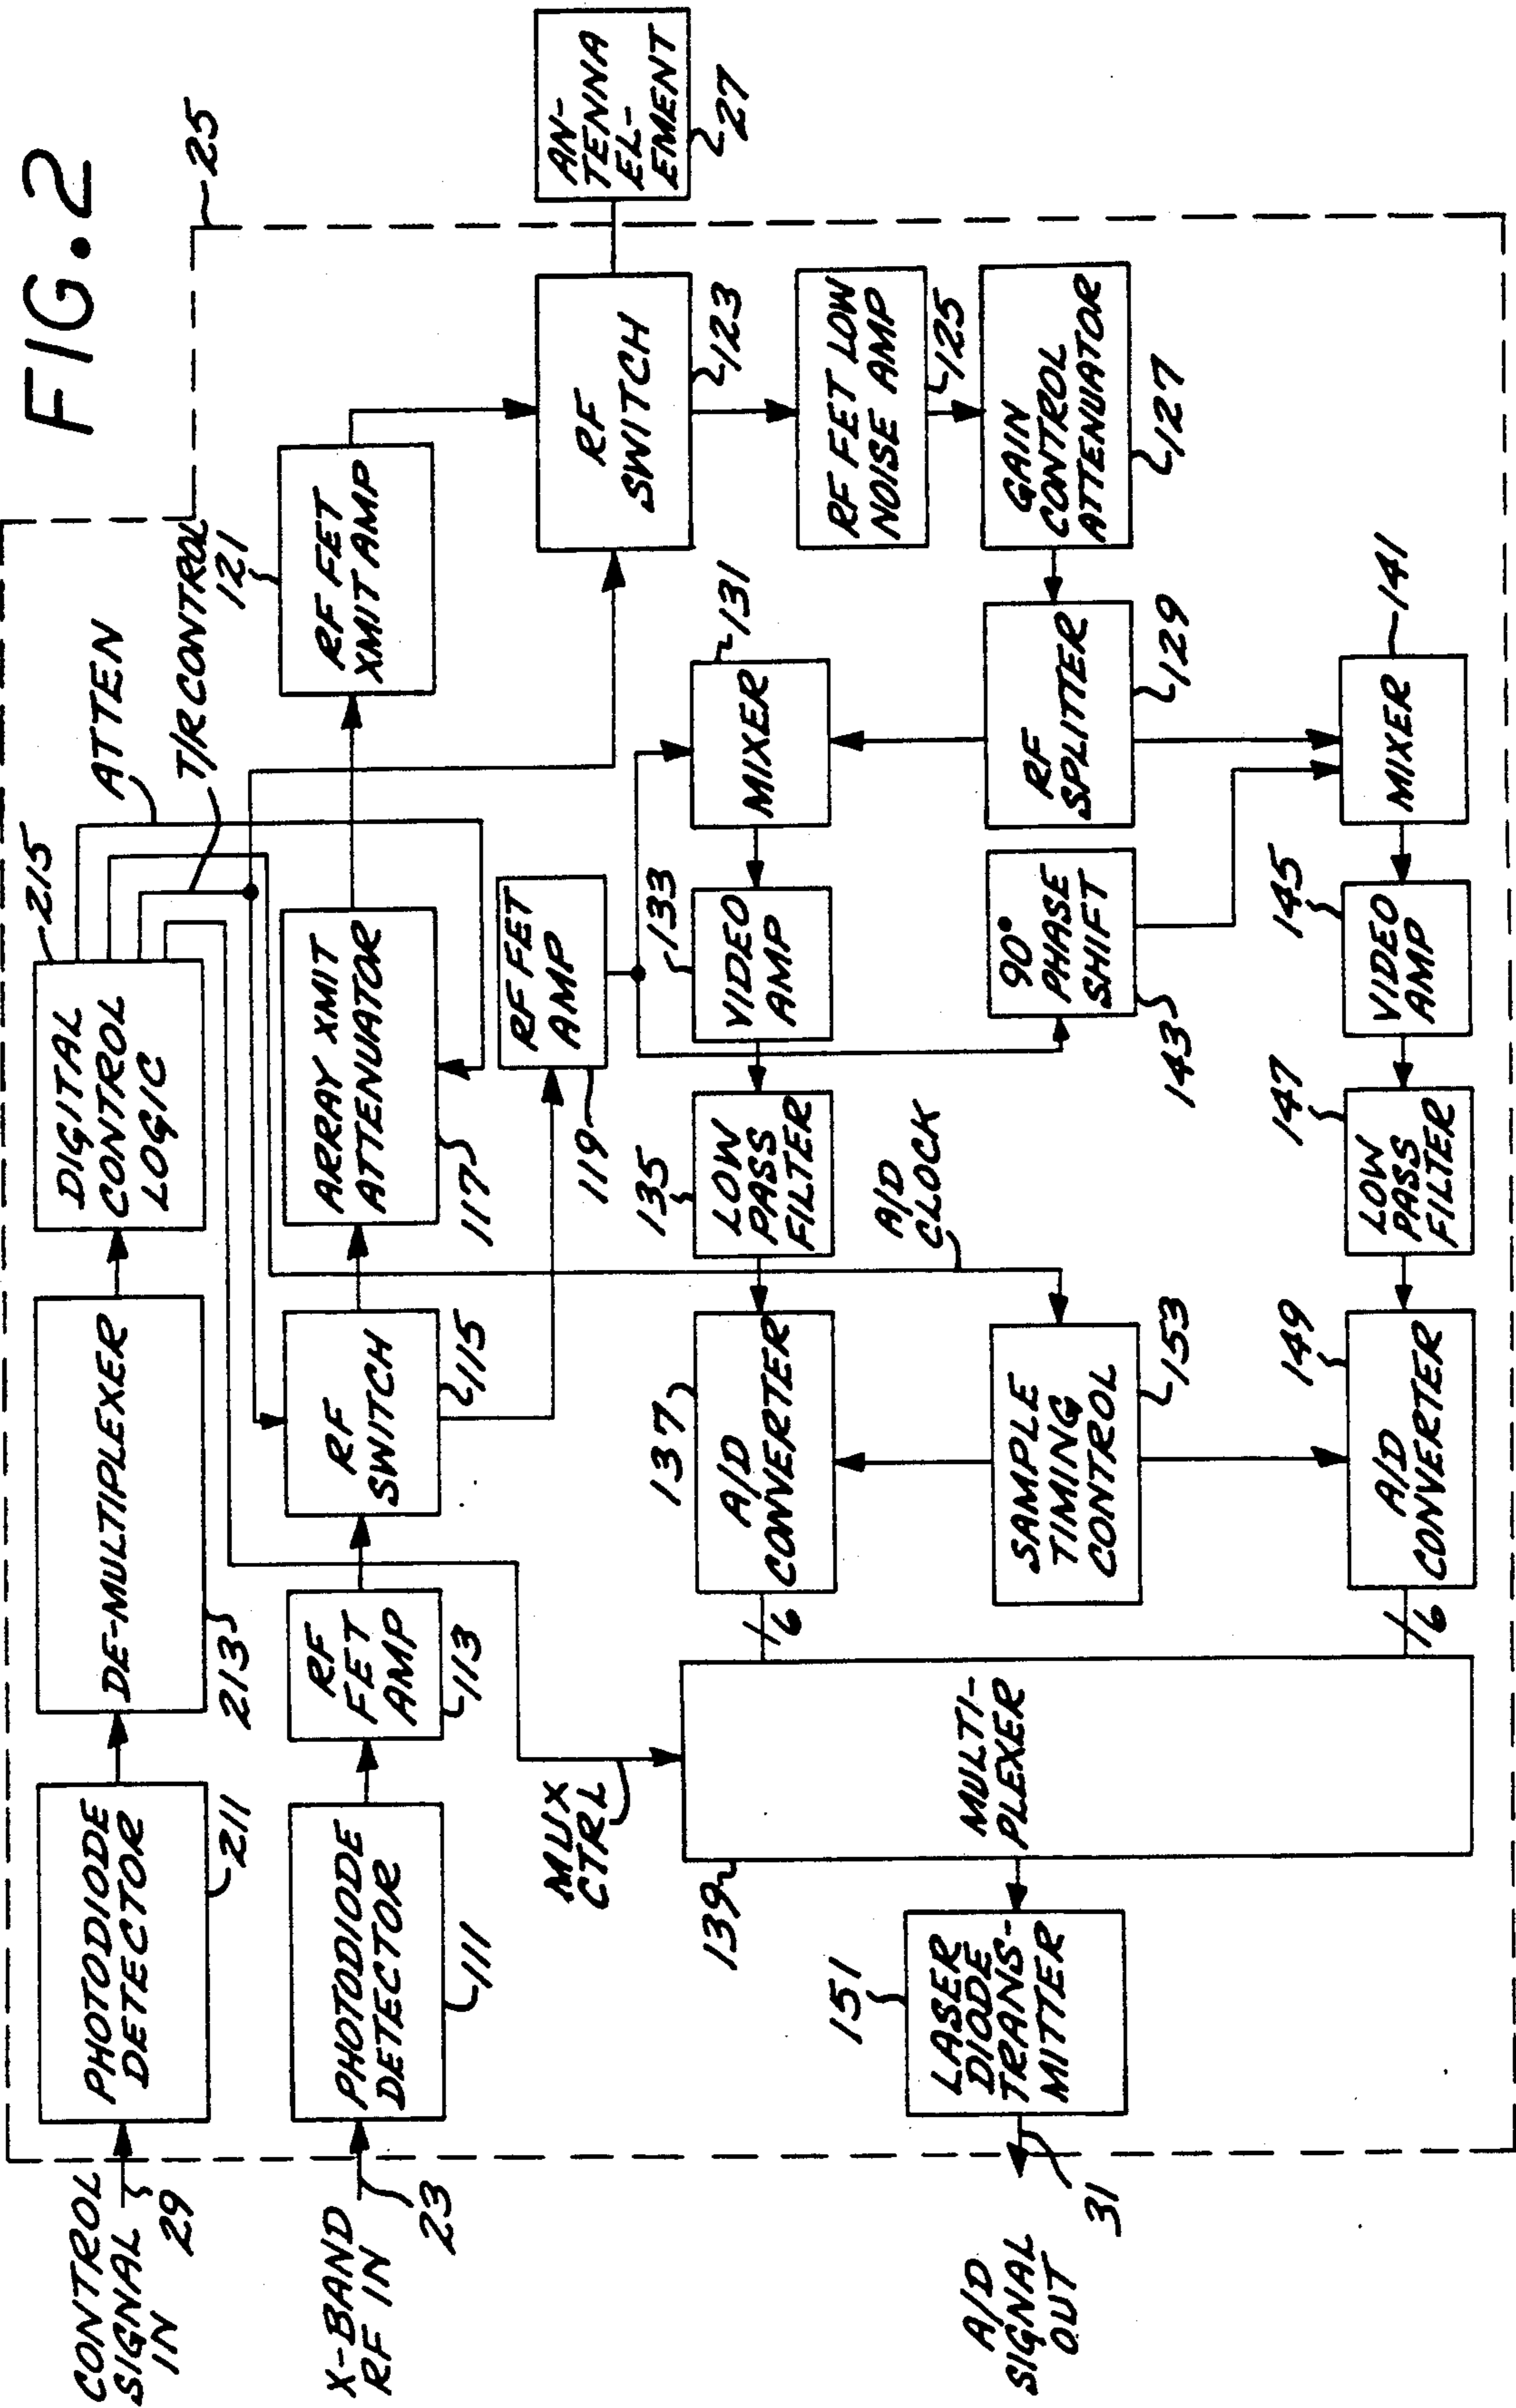 FIG. 2
25
CONTROL
SIGNAL
IN
29
PHOTODIODE
DETECTOR
211
DE-MULTIPLEXER
213
DIGITAL
CONTROL
LOGIC
215
ATTEN
T/R CONTROL
X-BAND
RF IN
23
PHOTODIODE
DETECTOR
111
RF
FET
AMP
113
RF
SWITCH
115
ARRAY XMIT
ATTENUATOR
117
RF FET
XMIT AMP
121
RF FET
AMP
119
RF
SWITCH
123
AN-
TENNA
EL-
EMENT
27
RF FET LOW
NOISE AMP
125
GAIN
CONTROL
ATTENUATOR
127
RF
SPLITTER
129
MIXER
131
VIDEO
AMP
133
LOW
PASS
FILTER
135
A/D
CONVERTER
137
6
MUX
CTRL
MULTI-
PLEXER
139
90°
PHASE
SHIFT
143
A/D
CLOCK
SAMPLE
TIMING
CONTROL
153
MIXER
141
VIDEO
AMP
145
LOW
PASS
FILTER
147
A/D
CONVERTER
149
6
LASER
DIODE
TRANS-
MITTER
151
A/D
SIGNAL
OUT
31